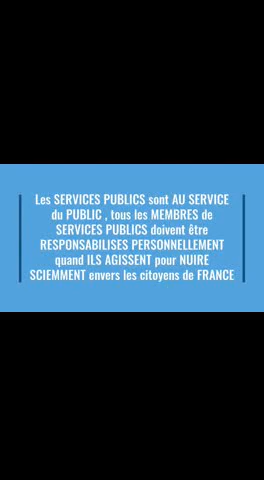 Les SERVICES PUBLICS sont AU SERVICE
du PUBLIC , tous les MEMBRES de
SERVICES PUBLICS doivent être
RESPONSABILISES PERSONNELLEMENT
quand ILS AGISSENT pour NUIRE
SCIEMMENT envers les citoyens de FRANCE